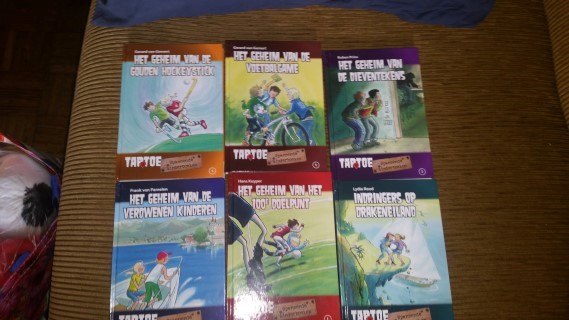 Gerard van Gemert
HET GEHEIM VAN DE
GOUDEN HOCKEYSTICK
TAPTOE
Gerard van Gemert
HET GEHEIM VAN DE
VOETBALGAME
TAPTOE
HET GEHEIM VAN
DE DIEVENTEKENS
TAPTOE
HET GEHEIM VAN DE
VERDWENEN KINDEREN
TAPTOE
Hans Kuyper
HET GEHEIM VAN HET
100E DOELPUNT
TAPTOE
Lydia Rood
INDRINGERS OP
DRAKENEILAND
TAPTOE